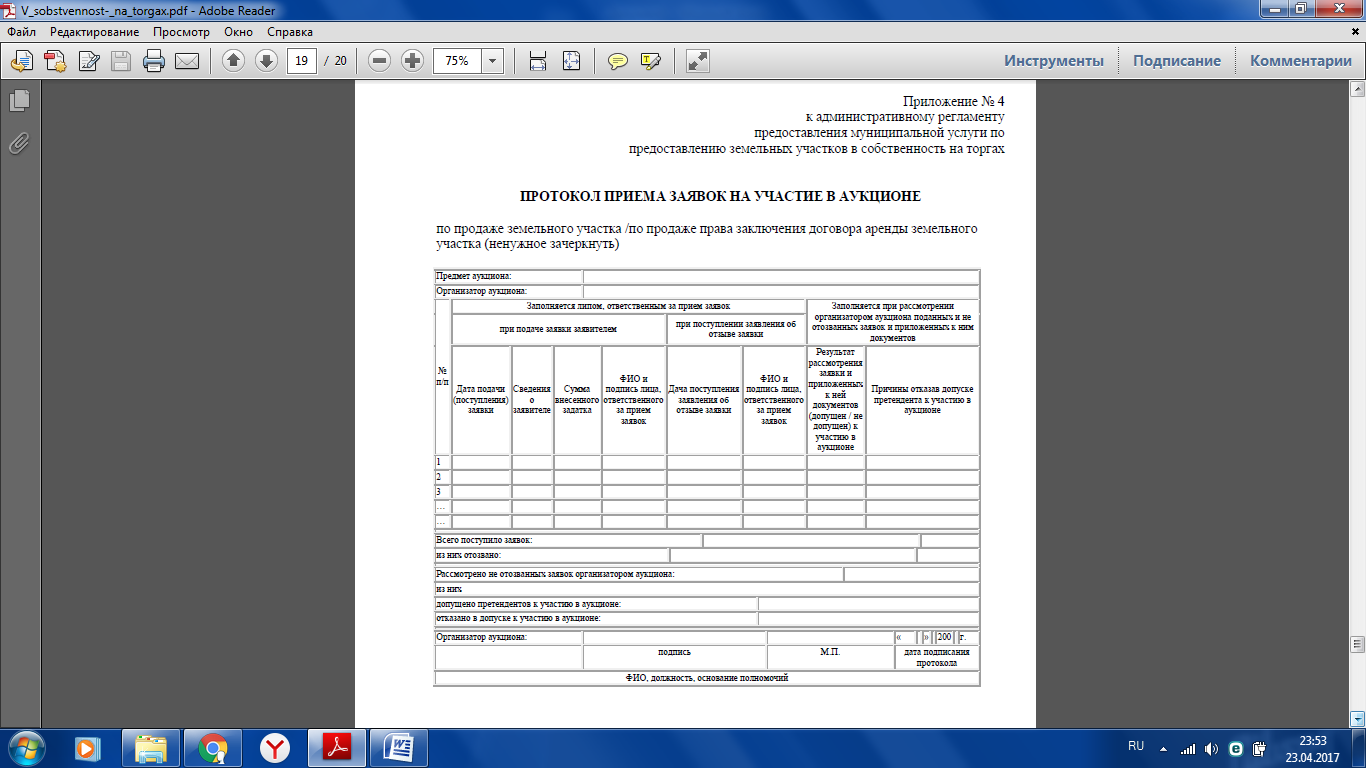 V_sobstvennost-_na_torgax.pdf - Adobe Reader
Файл Редактирование Просмотр Окно Справка
19 / 20 75% Инструменты Подписание Комментарии
Приложение № 4
к административному регламенту
предоставления муниципальной услуги по
предоставлению земельных участков в собственность на торгах
ПРОТОКОЛ ПРИЕМА ЗАЯВОК НА УЧАСТИЕ В АУКЦИОНЕ
по продаже земельного участка /по продаже права заключения договора аренды земельного
участка (ненужное зачеркнуть)
Предмет аукциона:
Организатор аукциона:
№
п/п
Заполняется липом, ответственным за прием заявок
Заполняется при рассмотрении
организатором аукциона поданных и не
отозванных заявок и приложенных к ним
документов
при подаче заявки заявителем
при поступлении заявления об
отзыве заявки
Дата подачи
(поступления)
заявки
Сведения
о
заявителе
Сумма
внесенного
задатка
ФИО и
подпись лица,
ответственного
за прием
заявок
Дача поступления
заявления об
отзыве заявки
ФИО и
подпись лица,
ответственного
за прием
заявок
Результат
рассмотрения
заявки и
приложенных
к ней
документов
(допущен / не
допущен) к
участию в
аукционе
Причины отказав допуске
претендента к участию в
аукционе
1
2
3
...
...
Всего поступило заявок:
из них отозвано:
Рассмотрено не отозванных заявок организатором аукциона:
из них
допущено претендентов к участию в аукционе:
отказано в допуске к участию в аукционе:
Организатор аукциона: « » 200 г.
подпись М.П. дата подписания
протокола
ФИО, должность, основание полномочий
RU 23:53
23.04.2017